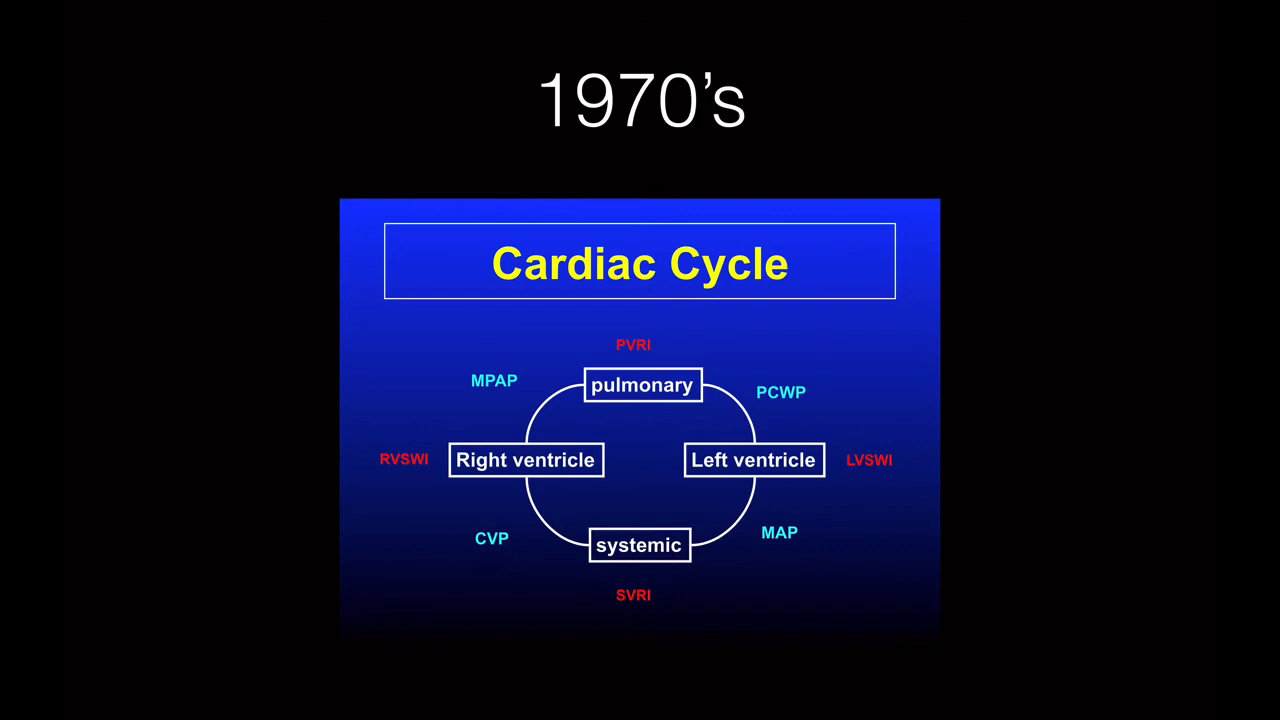 1970’s
Cardiac Cycle
PVRI
MPAP
pulmonary
PCWP
RVSWI
Right ventricle
Left ventricle
LVSWI
CVP
systemic
MAP
SVRI